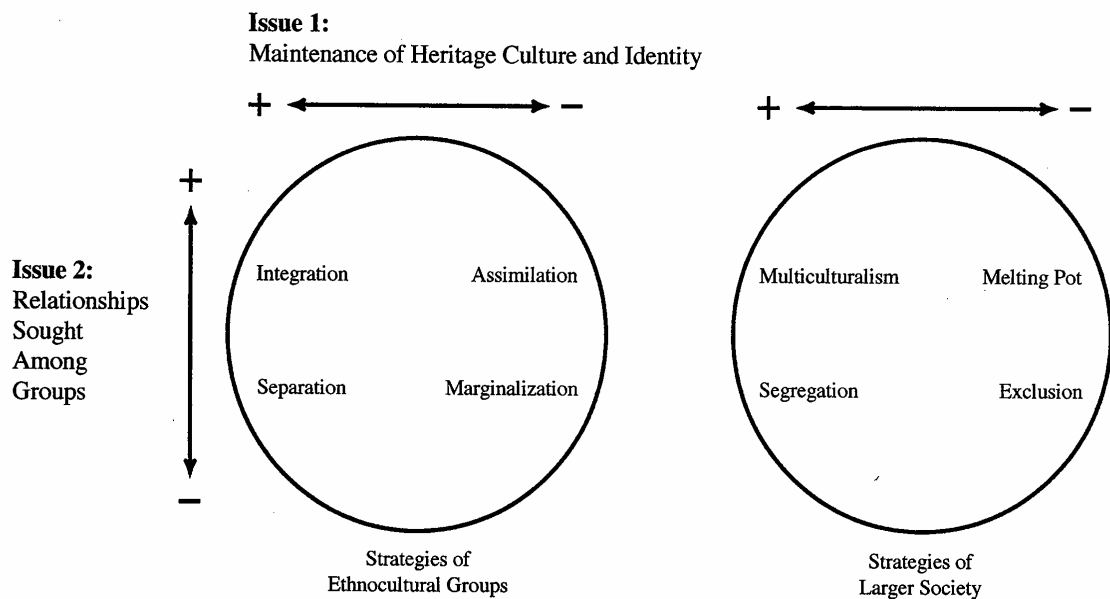 Issue 1:
Maintenance of Heritage Culture and Identity
+ − + −
+
Issue 2:
Relationships
Sought
Among
Groups
−
Integration Assimilation
Separation Marginalization
Multiculturalism Melting Pot
Segregation Exclusion
Strategies of
Ethnocultural Groups
Strategies of
Larger Society